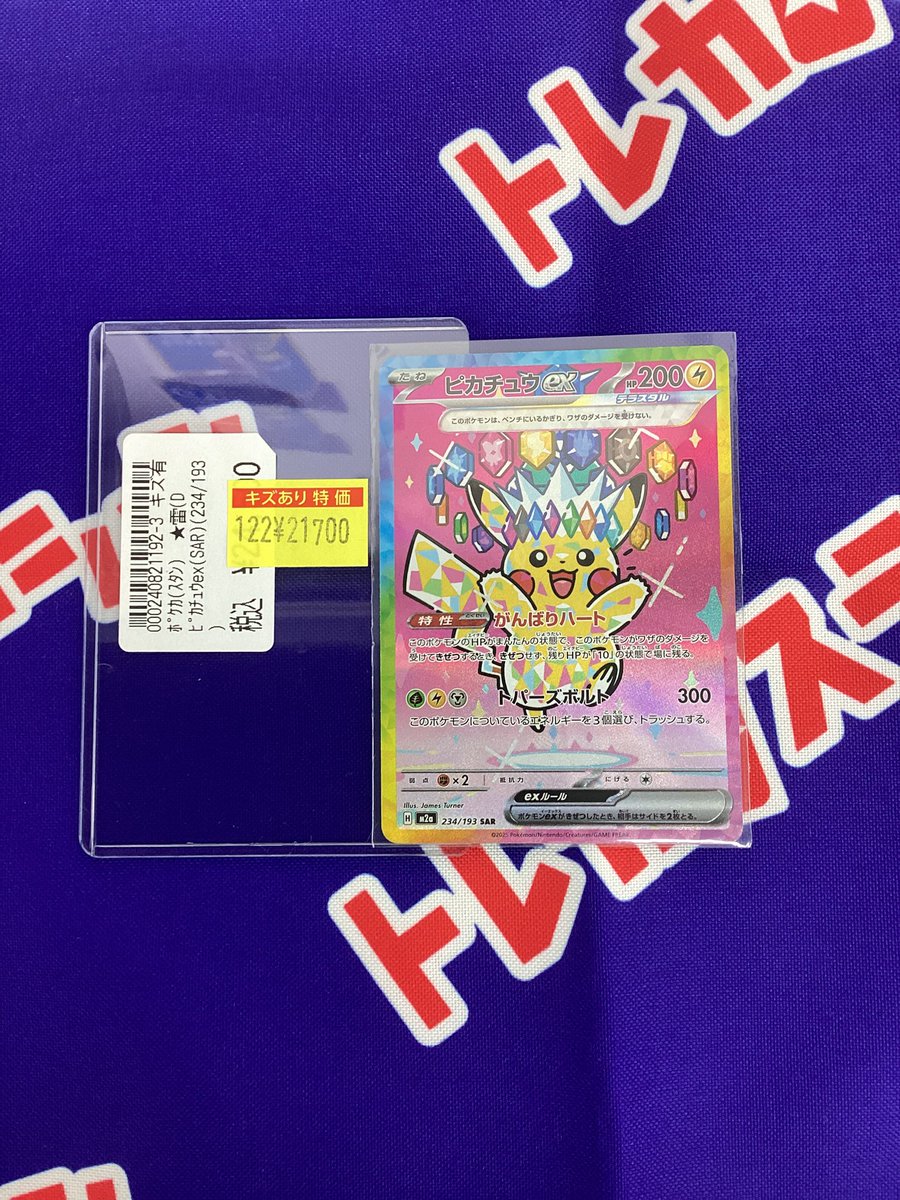 トレカ
トレカ
トレカ
0002408211192-3 キズ有
ポケカ(スタン) ★雷(D
ピカチュウex(SAR)(234/193
)
税込
キズあり特価
122¥21700
たね
ピカチュウex
HP 200
テラスタル
このポケモンは、ベンチにいるかぎり、ワザのダメージを受けない。
特性 がんばりハート
このポケモンのHPがまんたんの状態で、このポケモンがワザのダメージを
受けてきぜつするとき、きぜつせず、残りHPが「10」の状態で場に残る。
トパーズボルト 300
このポケモンについているエネルギーを3個選び、トラッシュする。
弱点 ×2 抵抗力 にげる
exルール
ポケモンexがきぜつしたとき、相手はサイドを2枚とる。
Illus. James Turner
H m2a 234/193 SAR
©2025 Pokémon/Nintendo/Creatures/GAME FREAK